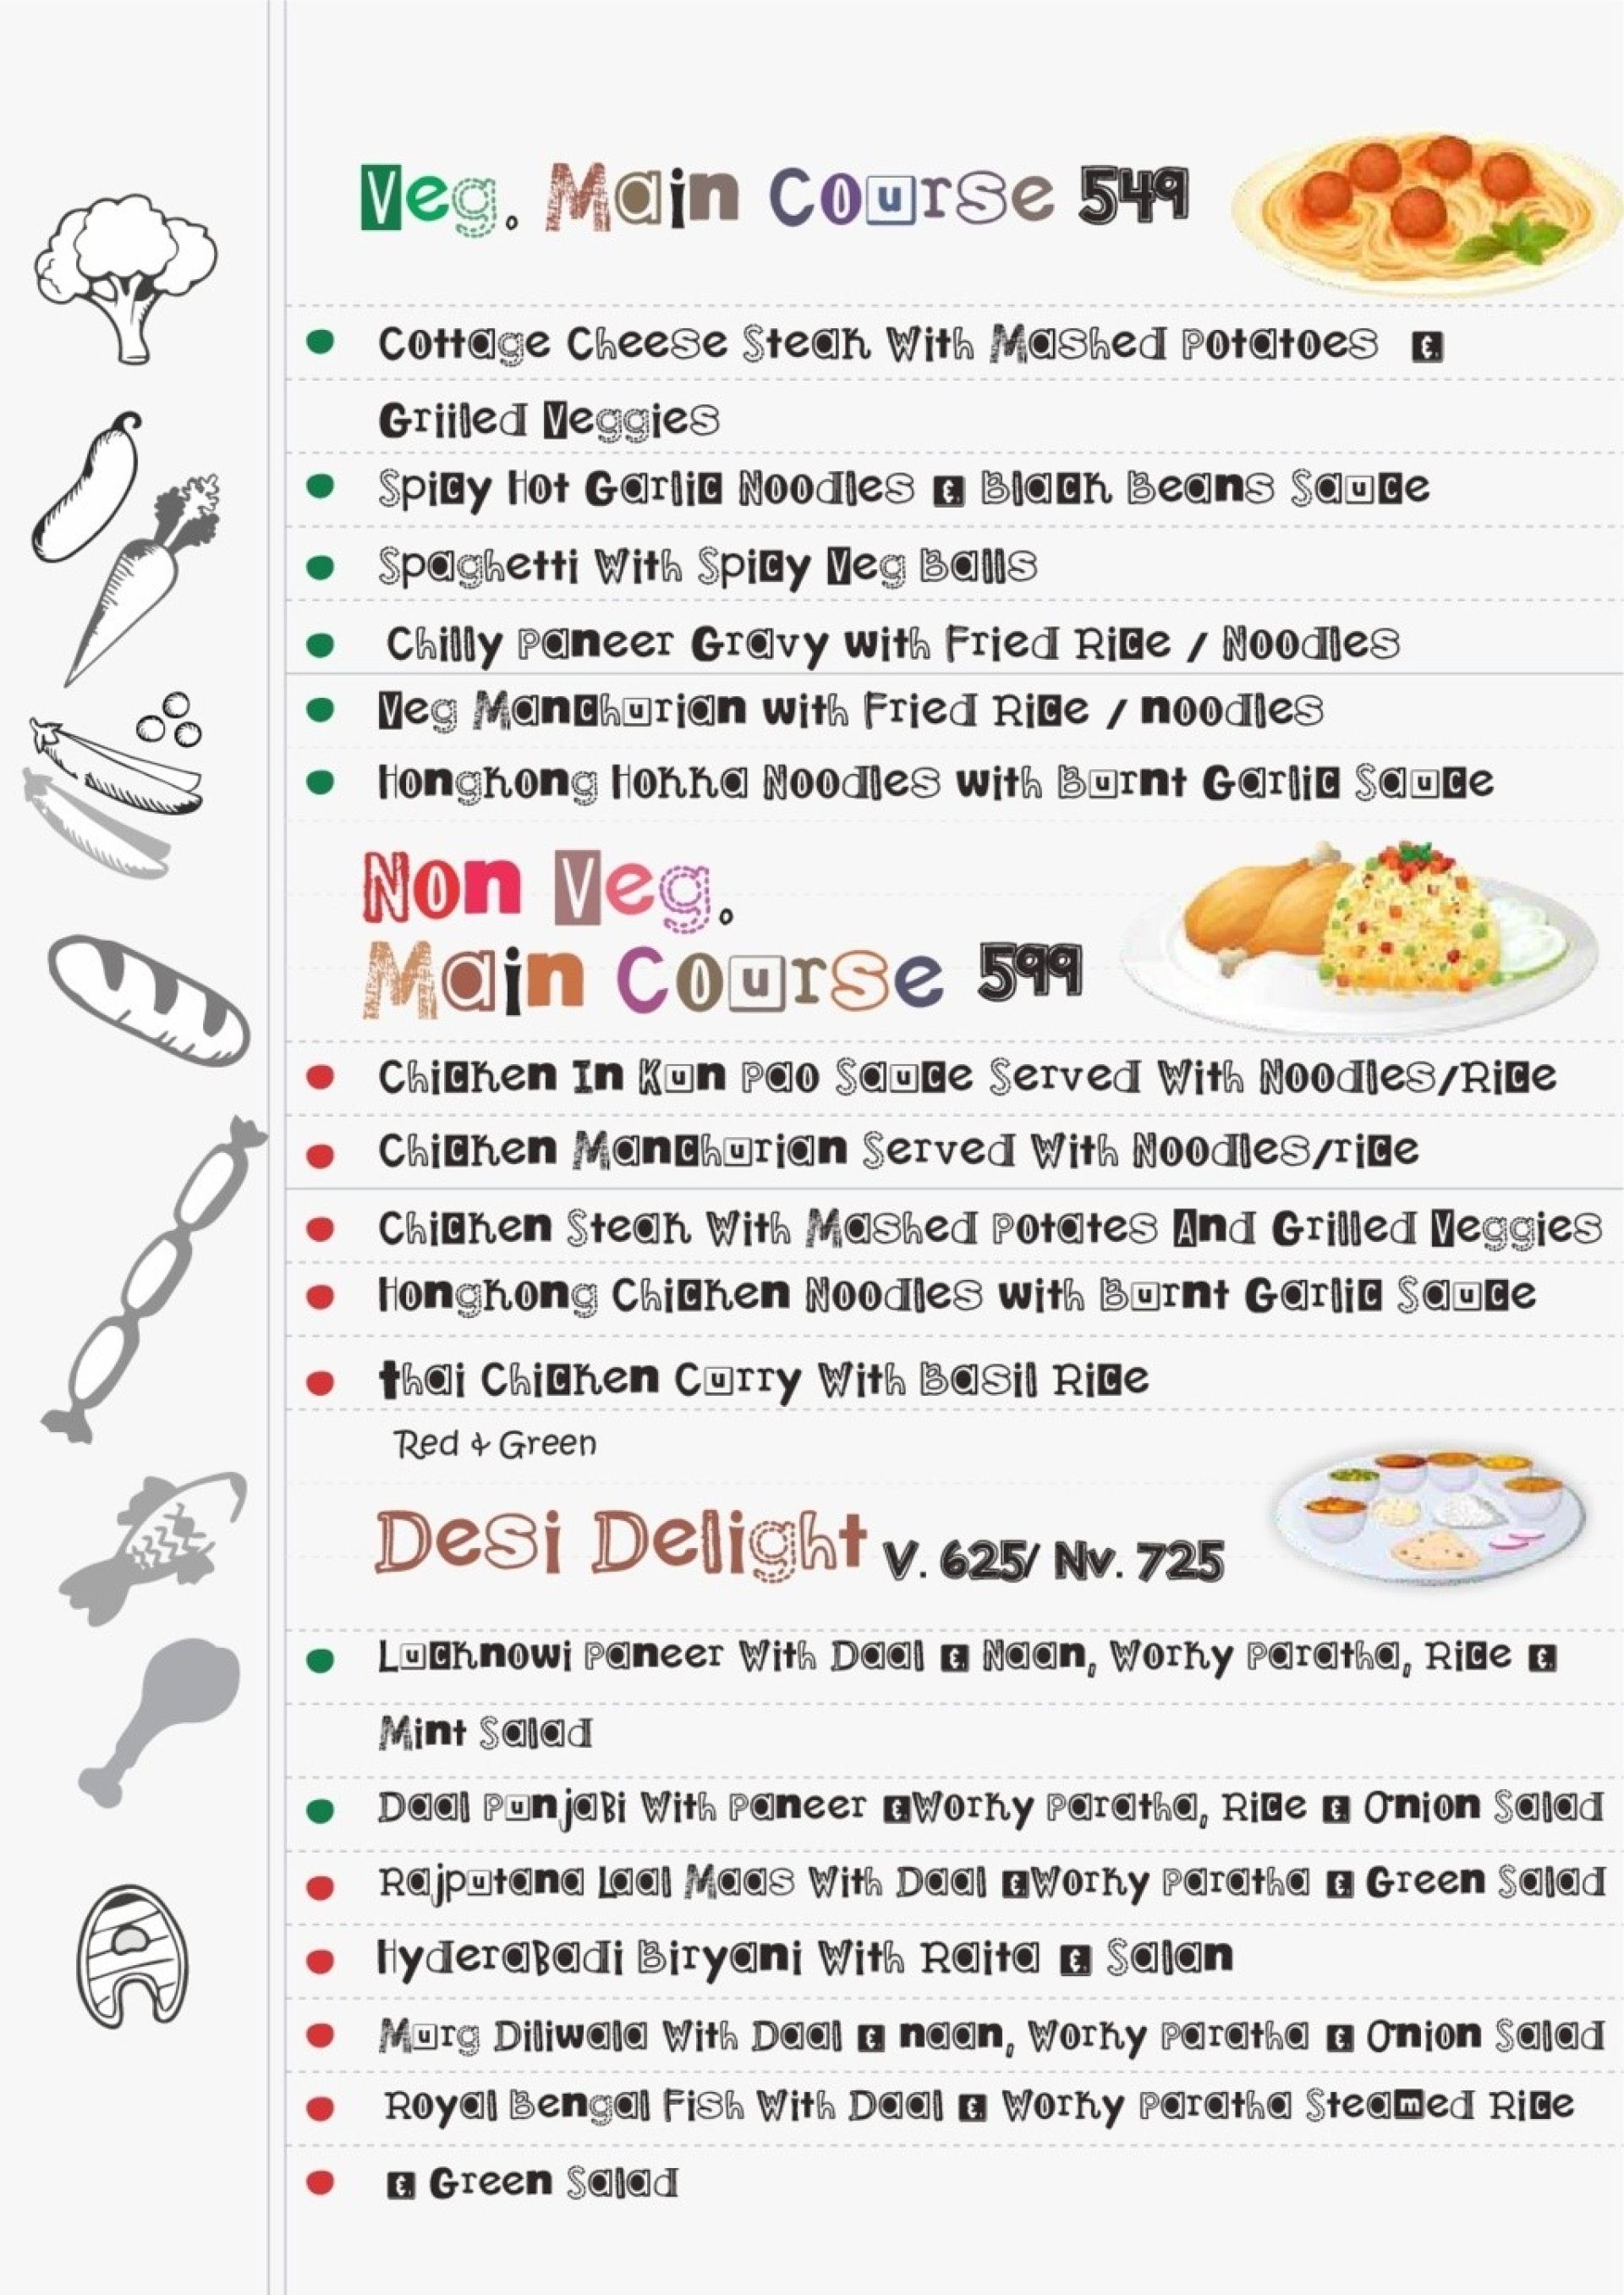 Veg. Main Course 549
Cottage Cheese Steak With Mashed Potatoes &
Griiled Veggies
Spicy Hot Garlic Noodles & Black Beans Sauce
Spaghetti With Spicy Veg Balls
Chilly Paneer Gravy with Fried Rice / Noodles
Veg Manchurian with Fried Rice / noodles
Hongkong Hokka Noodles with Burnt Garlic Sauce
Non Veg.
Main Course 599
Chicken In Kun Pao Sauce Served With Noodles/Rice
Chicken Manchurian Served With Noodles/rice
Chicken Steak With Mashed Potates And Grilled Veggies
Hongkong Chicken Noodles with Burnt Garlic Sauce
thai Chicken Curry With Basil Rice
Red & Green
Desi Delight V. 625/ Nv. 725
Lucknowi Paneer With Daal & Naan, Worky Paratha, Rice &
Mint Salad
Daal PunjaBi With Paneer &Worky Paratha, Rice & Onion Salad
Rajputana Laal Maas With Daal &Worky Paratha & Green Salad
HyderaBadi Biryani With Raita & Salan
Murg Diliwala With Daal & naan, Worky Paratha & Onion Salad
Royal Bengal Fish With Daal & Worky Paratha Steamed Rice
& Green Salad